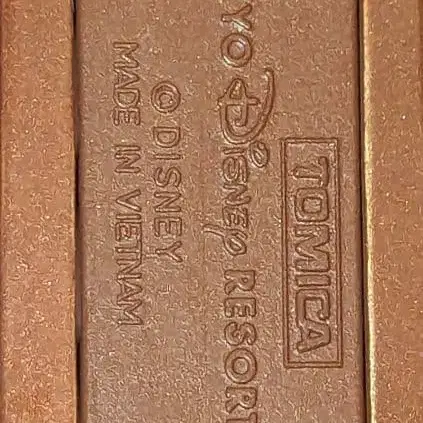 TOMICA
YO Disney RESORT
© DISNEY
MADE IN VIETNAM